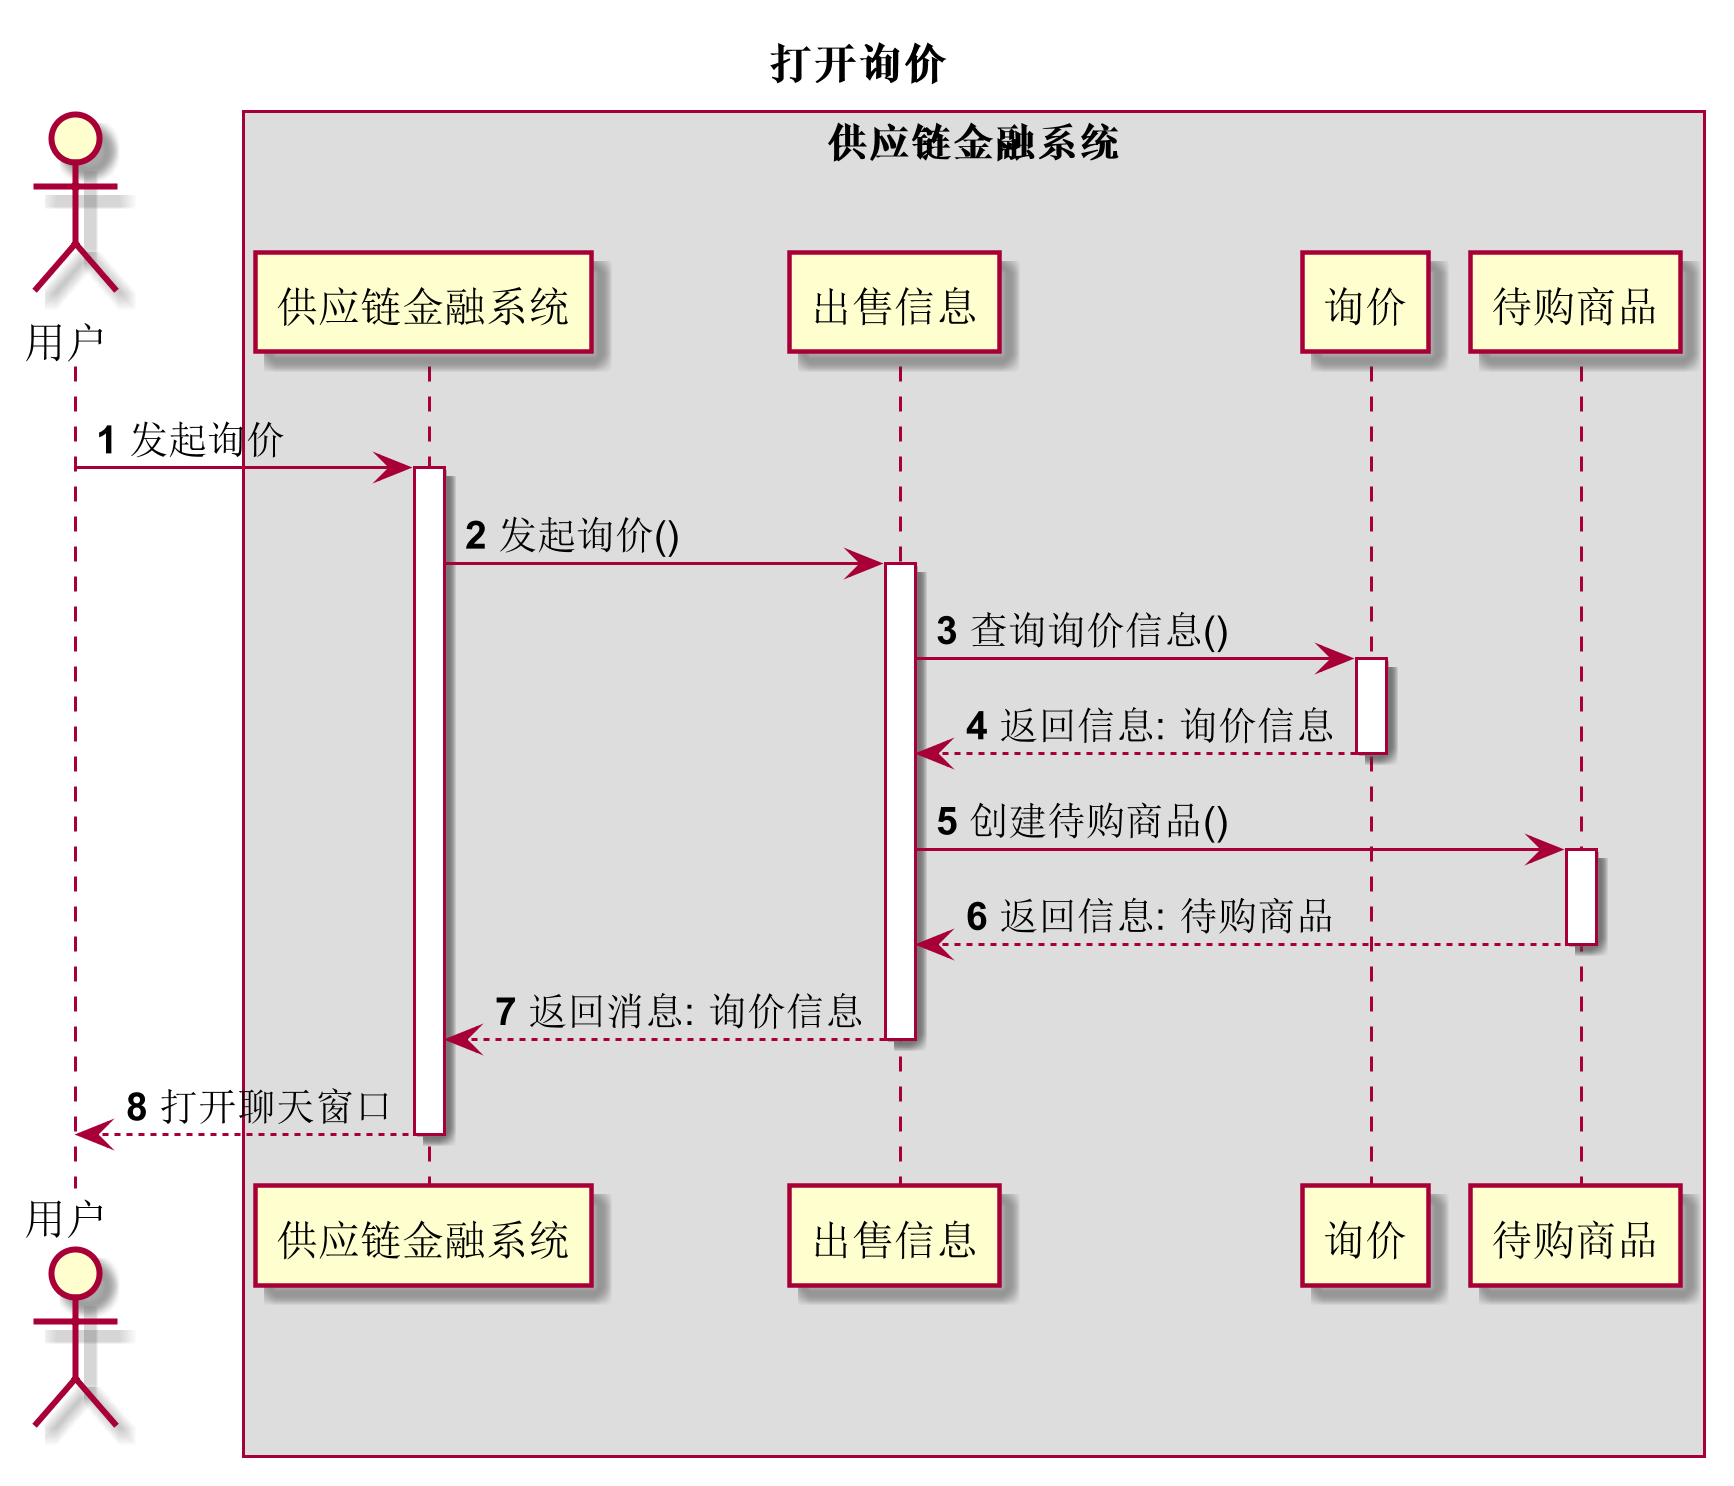 打开询价
供应链金融系统
用户
供应链金融系统
出售信息
询价
待购商品
1 发起询价
2 发起询价()
3 查询询价信息()
4 返回信息: 询价信息
5 创建待购商品()
6 返回信息: 待购商品
7 返回消息: 询价信息
8 打开聊天窗口
用户
供应链金融系统
出售信息
询价
待购商品